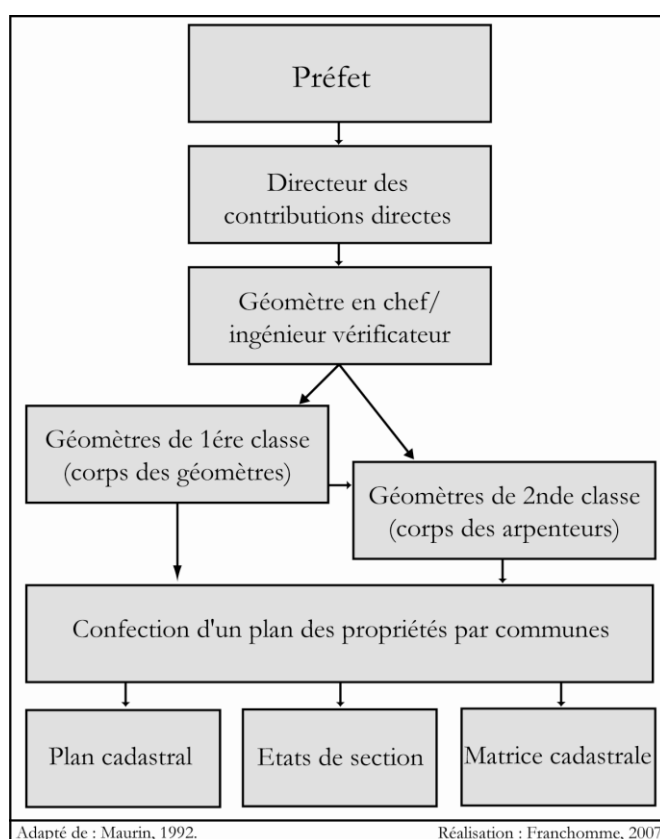 Préfet
Directeur des
contributions directes
Géomètre en chef/
ingénieur vérificateur
Géomètres de 1ére classe
(corps des géomètres)
Géomètres de 2nde classe
(corps des arpenteurs)
Confection d'un plan des propriétés par communes
Plan cadastral
Etats de section
Matrice cadastrale
Adapté de : Maurin, 1992.
Réalisation : Franchomme, 2007